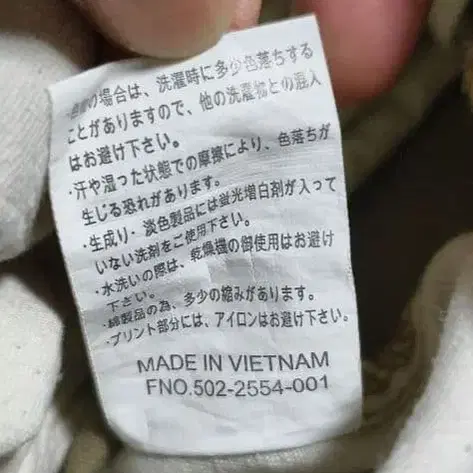 の場合は、洗濯時に多少色落ちする
ことがありますので、他の洗濯物との混入
はお避け下さい。
・汗や湿った状態での摩擦により、色落ちが
生じる恐れがあります。
・生成り・淡色製品には蛍光増白剤が入って
いない洗剤をご使用下さい。
・水洗いの際は、乾燥機の御使用はお避け
下さい。
・綿製品の為、多少の縮みがあります。
・プリント部分には、アイロンはお避け下さい。
MADE IN VIETNAM
FNO.502-2554-001